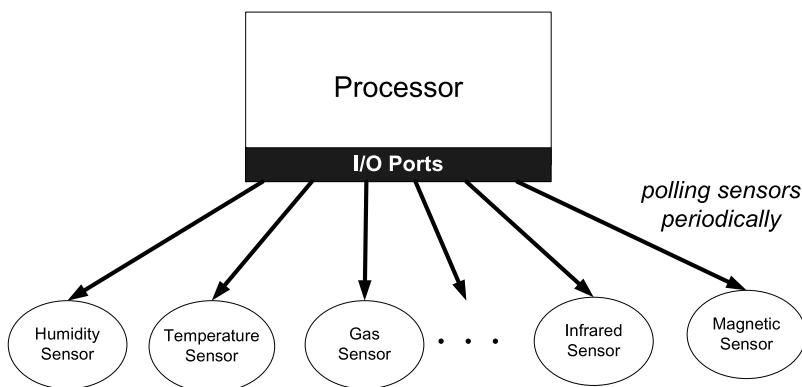 Processor
I/O Ports
polling sensors
periodically
Humidity
Sensor
Temperature
Sensor
Gas
Sensor
. . .
Infrared
Sensor
Magnetic
Sensor